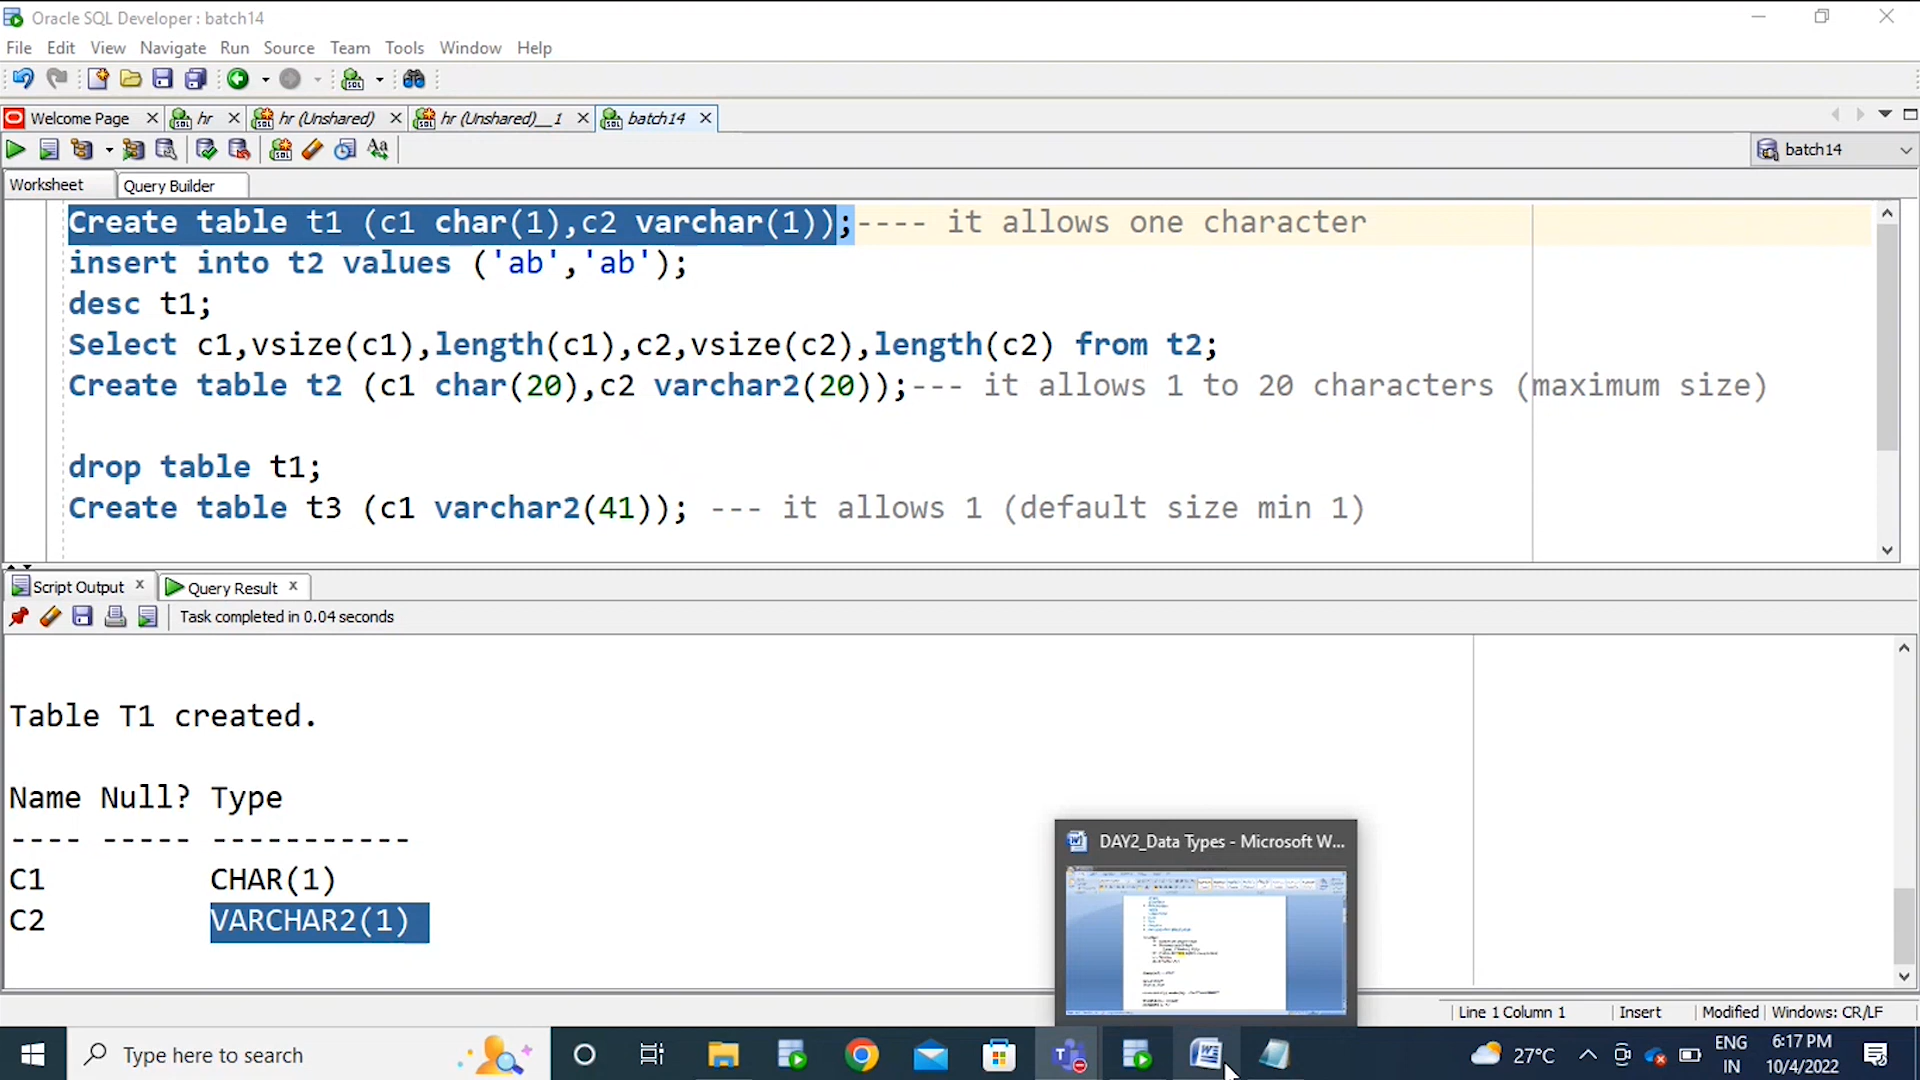 Oracle SQL Developer : batch14
File Edit View Navigate Run Source Team Tools Window Help
Welcome Page hr hr (Unshared) hr (Unshared)__1 batch14
batch14
Worksheet Query Builder
Create table t1 (c1 char(1),c2 varchar(1));---- it allows one character
insert into t2 values ('ab','ab');
desc t1;
Select c1,vsize(c1),length(c1),c2,vsize(c2),length(c2) from t2;
Create table t2 (c1 char(20),c2 varchar2(20));--- it allows 1 to 20 characters (maximum size)
drop table t1;
Create table t3 (c1 varchar2(41)); --- it allows 1 (default size min 1)
Script Output Query Result
Task completed in 0.04 seconds
Table T1 created.
Name Null? Type
---- ----- -----------
C1 CHAR(1)
C2 VARCHAR2(1)
DAY2_Data Types - Microsoft W...
Line 1 Column 1 Insert Modified Windows: CR/LF
Type here to search
27°C
ENG
IN
6:17 PM
10/4/2022